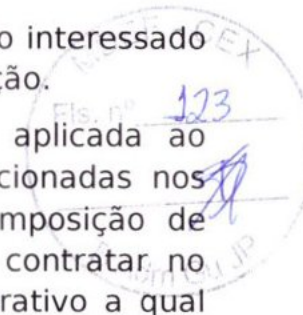 o interessado
ção.
Fls. nº 123
aplicada ao
cionadas nos
mposição de
contratar no
rativo a qual